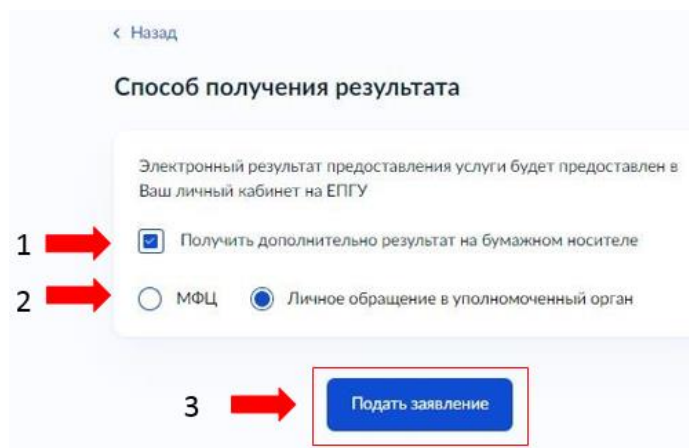 ‹ Назад
Способ получения результата
Электронный результат предоставления услуги будет предоставлен в
Ваш личный кабинет на ЕПГУ
1 Получить дополнительно результат на бумажном носителе
2 МФЦ Личное обращение в уполномоченный орган
3 Подать заявление